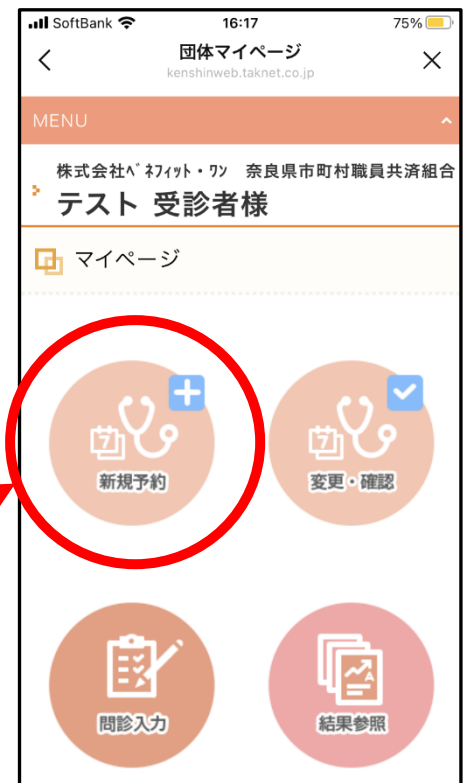 SoftBank 16:17 75%
団体マイページ
kenshinweb.taknet.co.jp
MENU
株式会社ﾍﾞﾈﾌｨｯﾄ・ﾜﾝ 奈良県市町村職員共済組合
テスト 受診者様
マイページ
7 7
新規予約 変更・確認
A
問診入力 結果参照